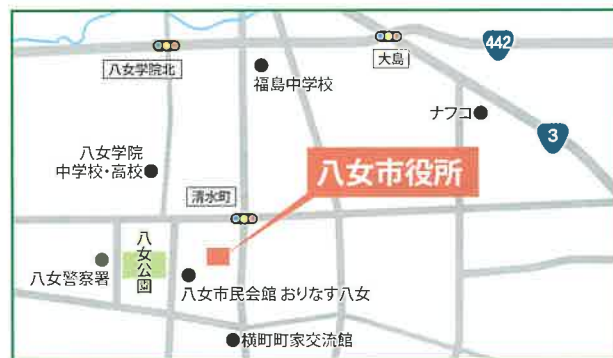 442
八女学院北
大島
福島中学校
ナフコ
3
八女学院
中学校・高校
八女市役所
清水町
八女公園
八女警察署
八女市民会館 おりなす八女
横町町家交流館